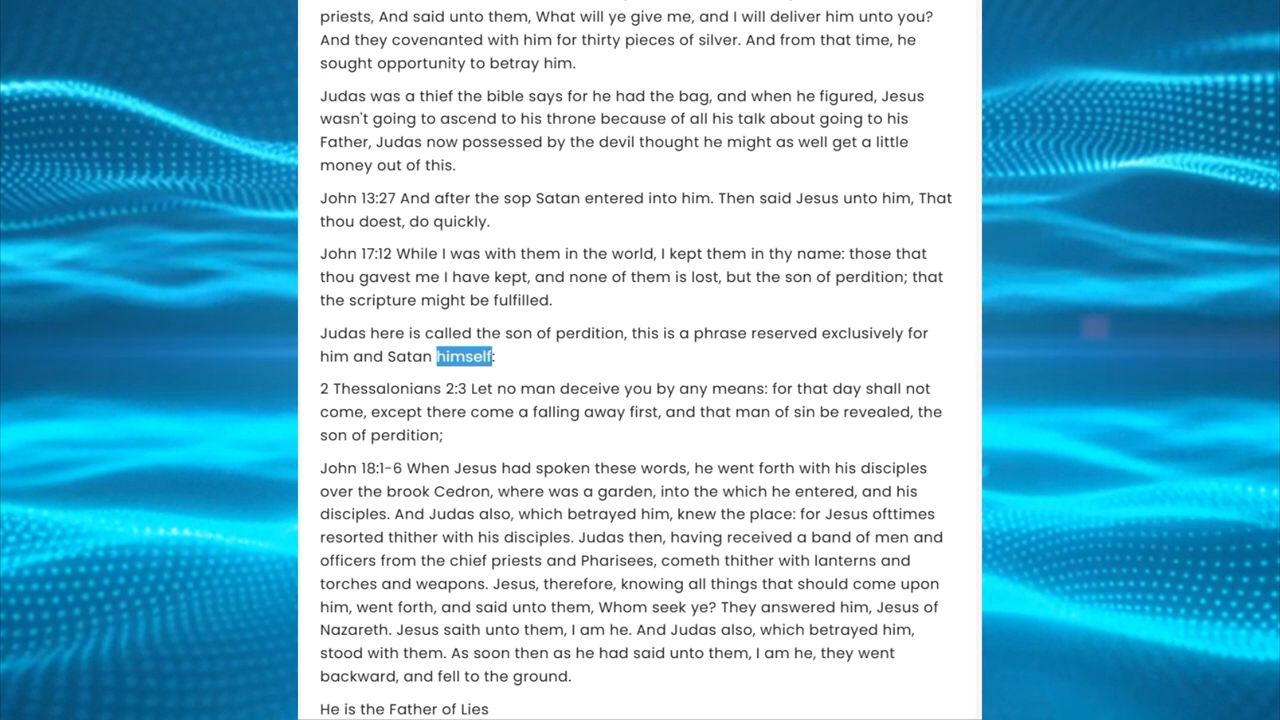 priests, And said unto them, What will ye give me, and I will deliver him unto you?
And they covenanted with him for thirty pieces of silver. And from that time, he
sought opportunity to betray him.
Judas was a thief the bible says for he had the bag, and when he figured, Jesus
wasn't going to ascend to his throne because of all his talk about going to his
Father, Judas now possessed by the devil thought he might as well get a little
money out of this.
John 13:27 And after the sop Satan entered into him. Then said Jesus unto him, That
thou doest, do quickly.
John 17:12 While I was with them in the world, I kept them in thy name: those that
thou gavest me I have kept, and none of them is lost, but the son of perdition; that
the scripture might be fulfilled.
Judas here is called the son of perdition, this is a phrase reserved exclusively for
him and Satan himself:
2 Thessalonians 2:3 Let no man deceive you by any means: for that day shall not
come, except there come a falling away first, and that man of sin be revealed, the
son of perdition;
John 18:1-6 When Jesus had spoken these words, he went forth with his disciples
over the brook Cedron, where was a garden, into the which he entered, and his
disciples. And Judas also, which betrayed him, knew the place: for Jesus ofttimes
resorted thither with his disciples. Judas then, having received a band of men and
officers from the chief priests and Pharisees, cometh thither with lanterns and
torches and weapons. Jesus, therefore, knowing all things that should come upon
him, went forth, and said unto them, Whom seek ye? They answered him, Jesus of
Nazareth. Jesus saith unto them, I am he. And Judas also, which betrayed him,
stood with them. As soon then as he had said unto them, I am he, they went
backward, and fell to the ground.
He is the Father of Lies